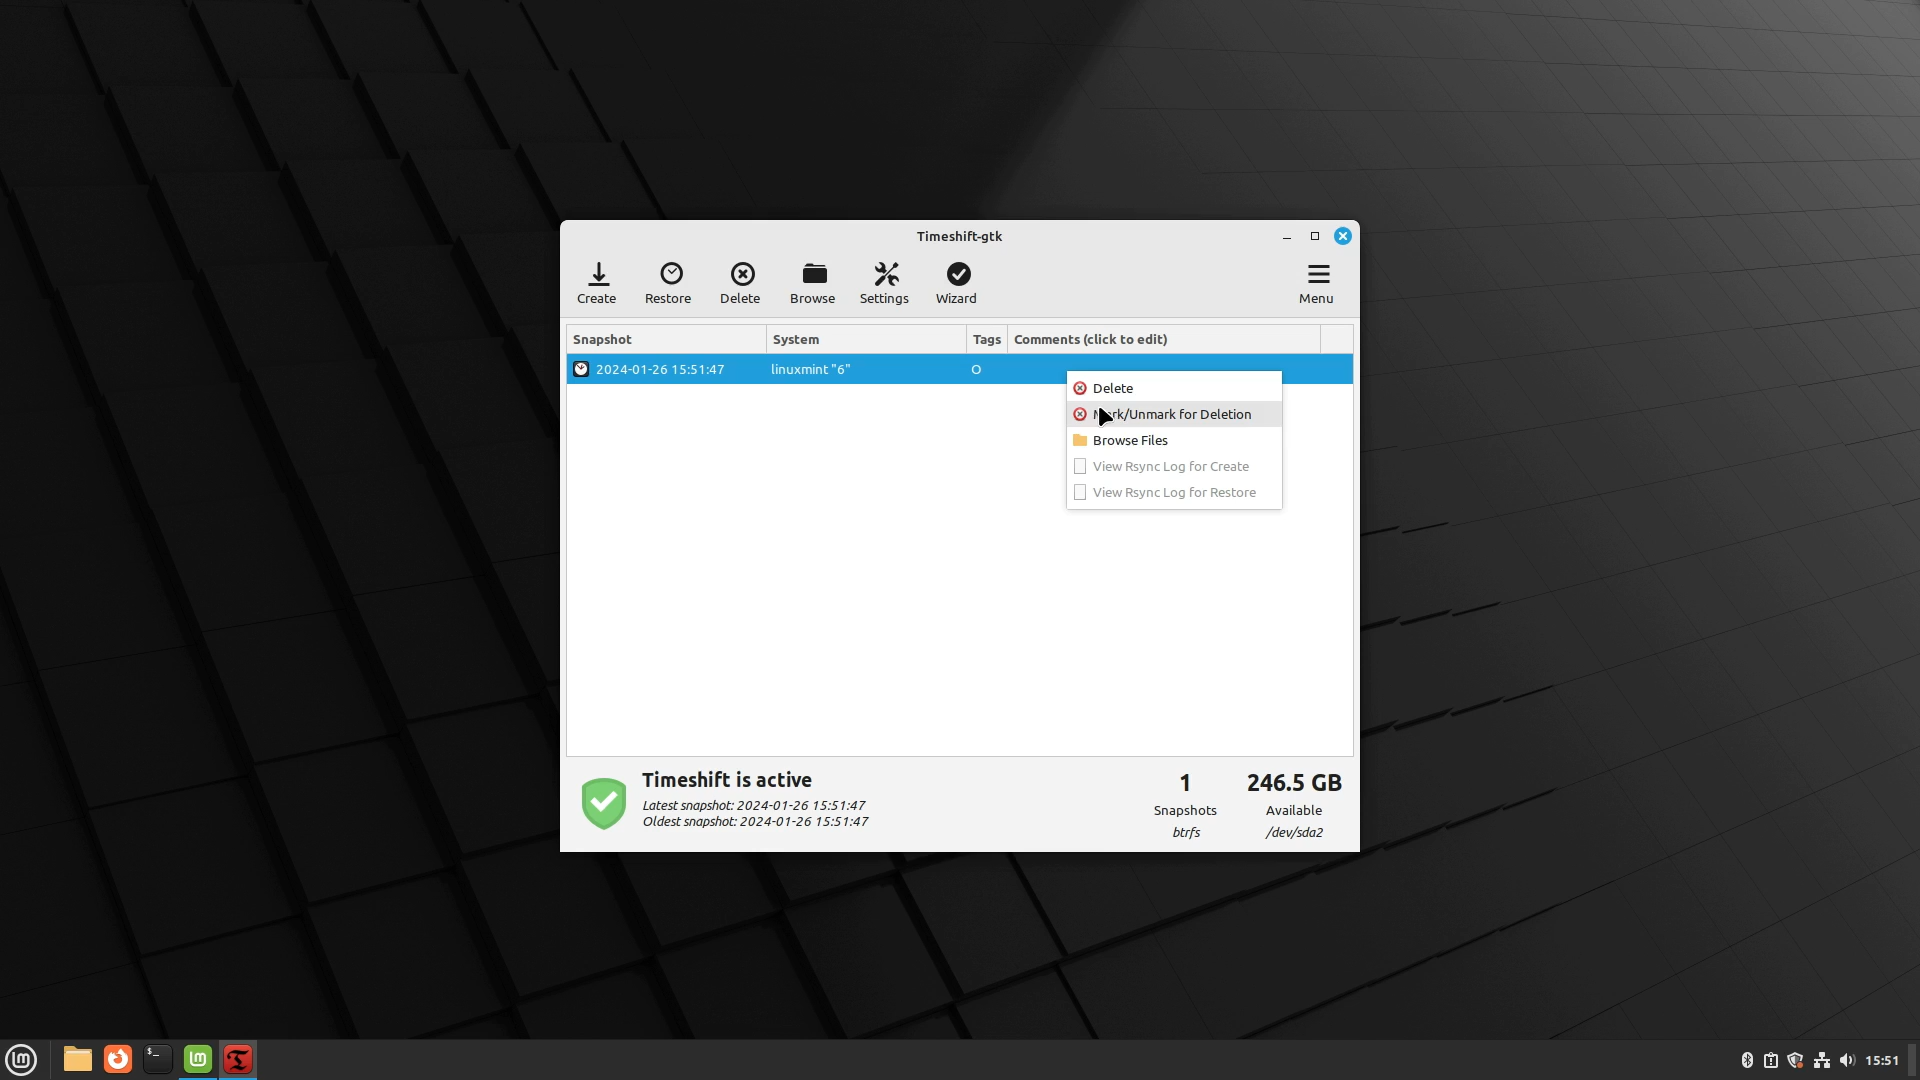 Timeshift-gtk
Create Restore Delete Browse Settings Wizard Menu
Snapshot System Tags Comments (click to edit)
2024-01-26 15:51:47 linuxmint "6" O
Delete
Mark/Unmark for Deletion
Browse Files
View Rsync Log for Create
View Rsync Log for Restore
Timeshift is active
Latest snapshot: 2024-01-26 15:51:47
Oldest snapshot: 2024-01-26 15:51:47
1
Snapshots
btrfs
246.5 GB
Available
/dev/sda2
15:51